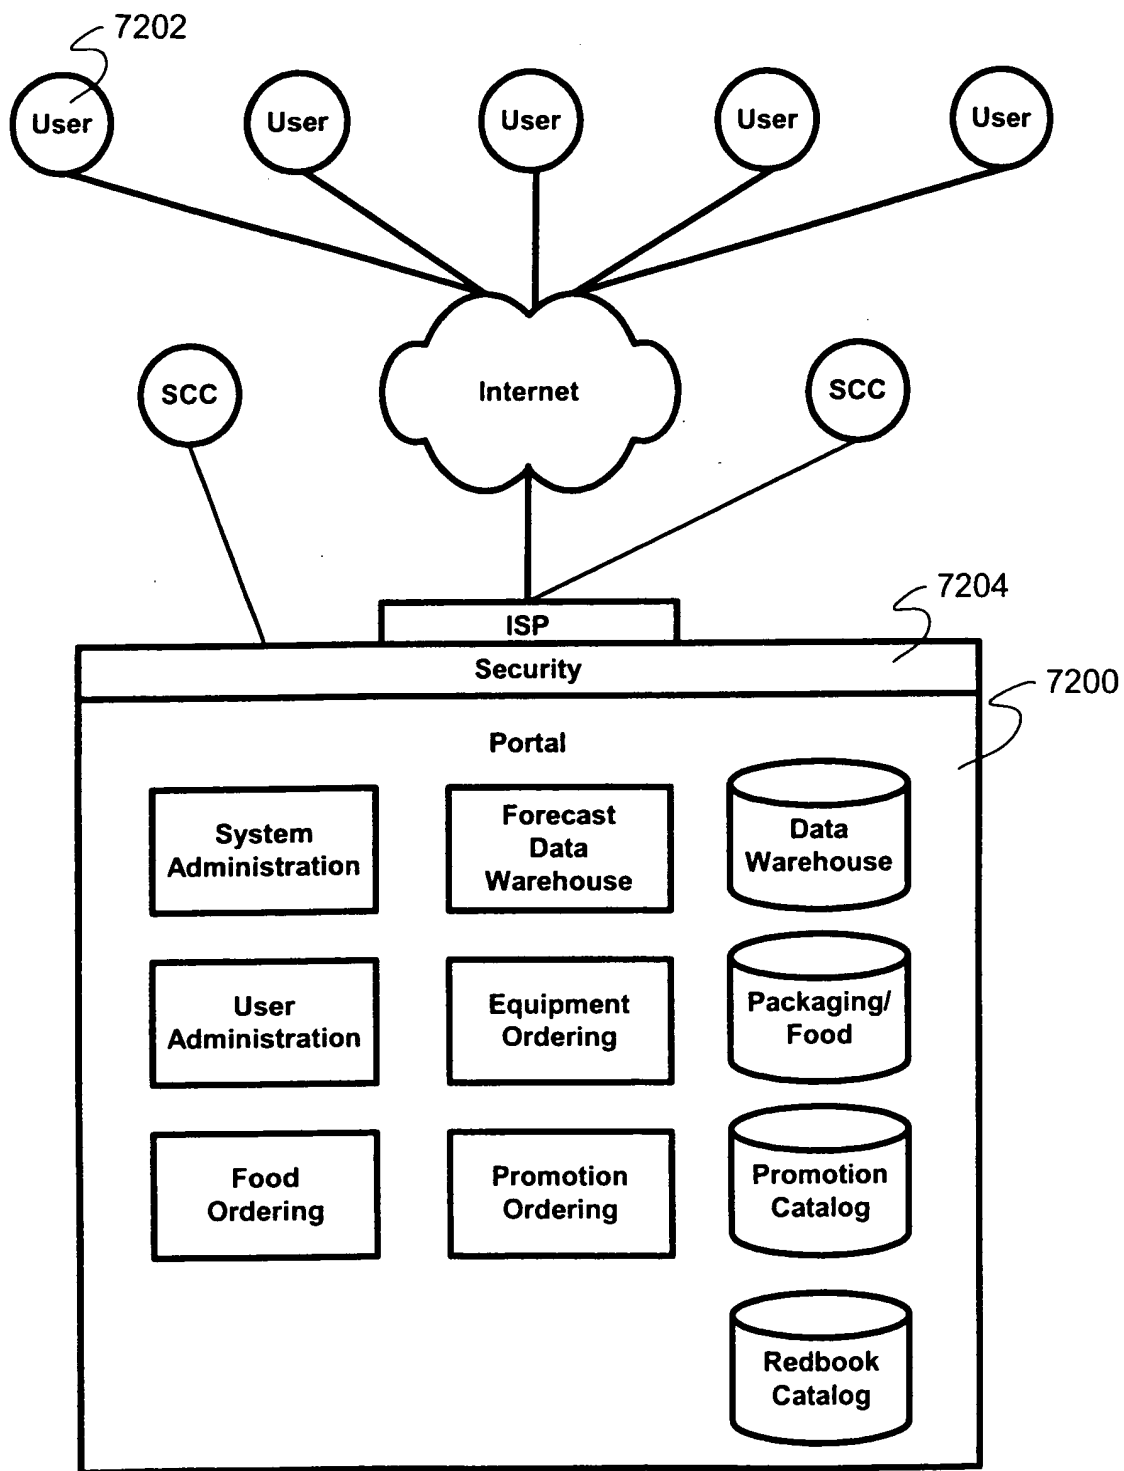 7202
User
User
User
User
User
SCC
Internet
SCC
7204
ISP
Security
7200
Portal
System
Administration
Forecast
Data
Warehouse
Data
Warehouse
User
Administration
Equipment
Ordering
Packaging/
Food
Food
Ordering
Promotion
Ordering
Promotion
Catalog
Redbook
Catalog